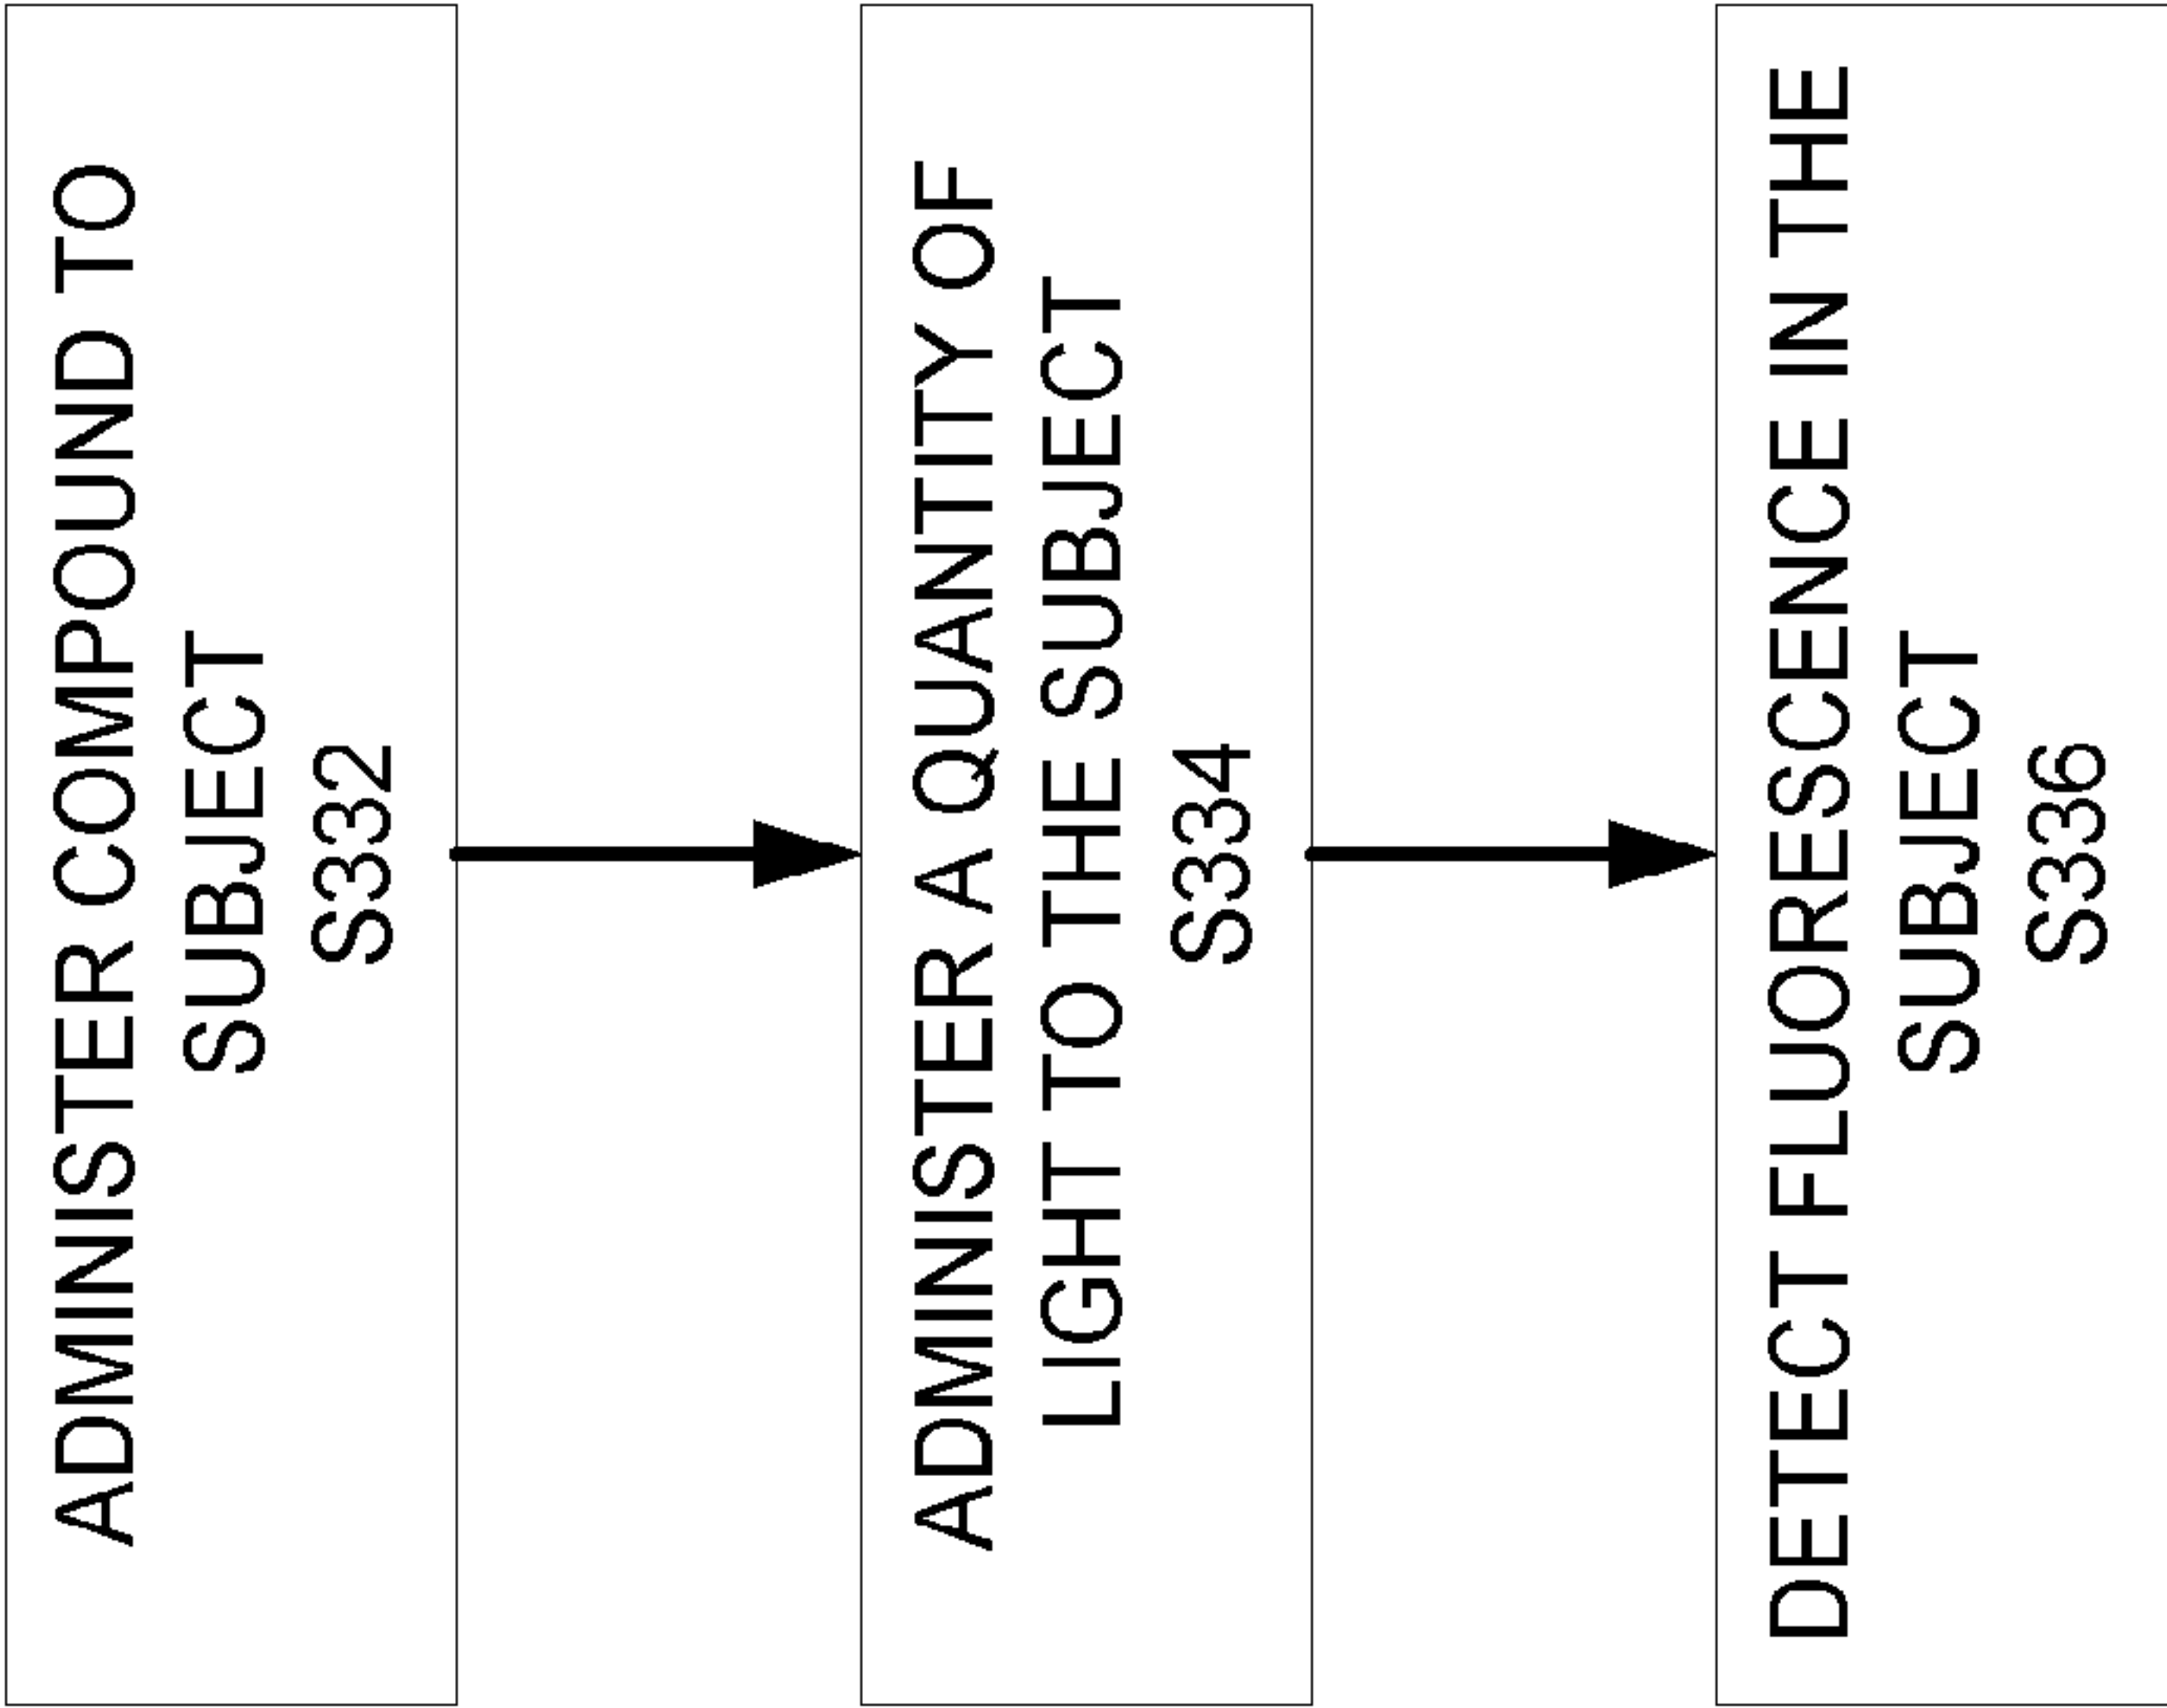 ADMINISTER COMPOUND TO
SUBJECT
S332
ADMINISTER A QUANTITY OF
LIGHT TO THE SUBJECT
S334
DETECT FLUORESCENCE IN THE
SUBJECT
S336